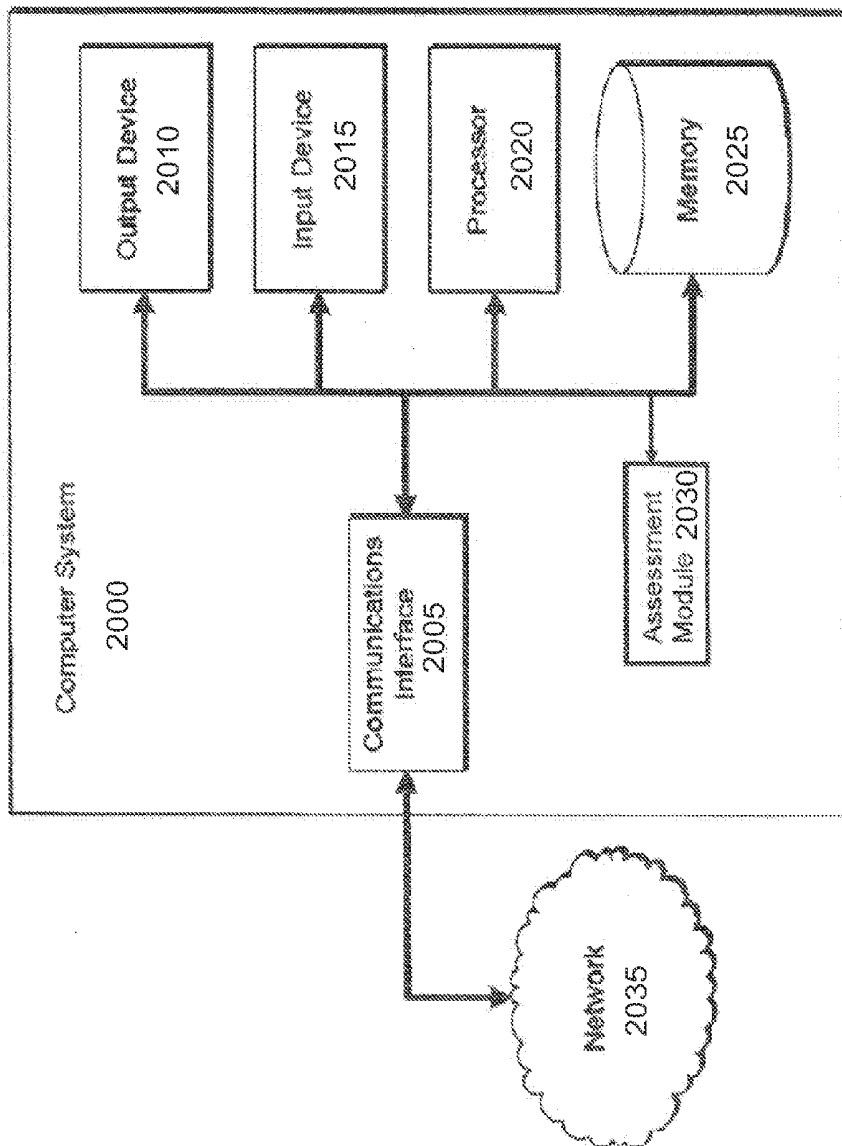 Computer System
2000
Output Device
2010
Input Device
2015
Processor
2020
Memory
2025
Communications
Interface
2005
Assessment
Module 2030
Network
2035